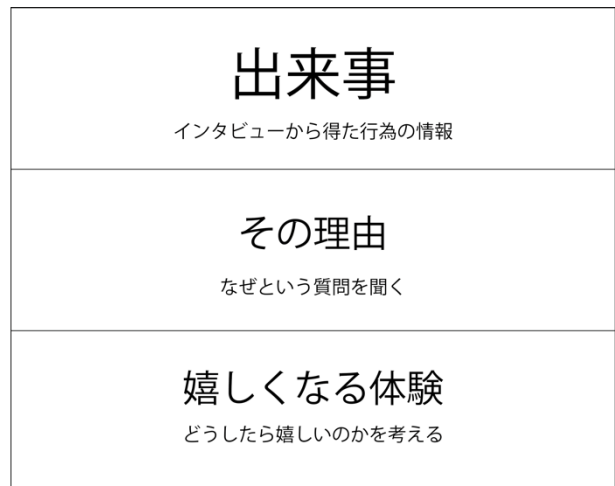 出来事
インタビューから得た行為の情報
その理由
なぜという質問を聞く
嬉しくなる体験
どうしたら嬉しいのかを考える